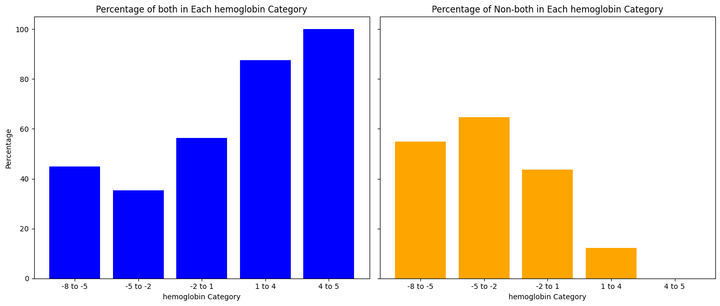 Percentage of both in Each hemoglobin Category
Percentage of Non-both in Each hemoglobin Category
100
80
60
40
20
0
Percentage
-8 to -5
-5 to -2
-2 to 1
1 to 4
4 to 5
-8 to -5
-5 to -2
-2 to 1
1 to 4
4 to 5
hemoglobin Category
hemoglobin Category